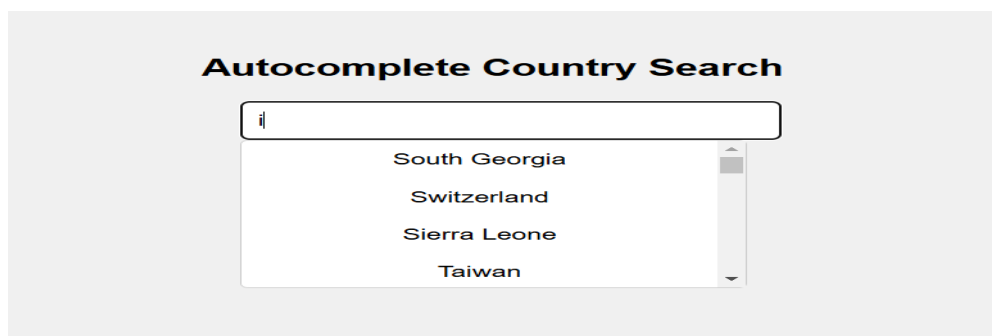 Autocomplete Country Search
i
South Georgia
Switzerland
Sierra Leone
Taiwan